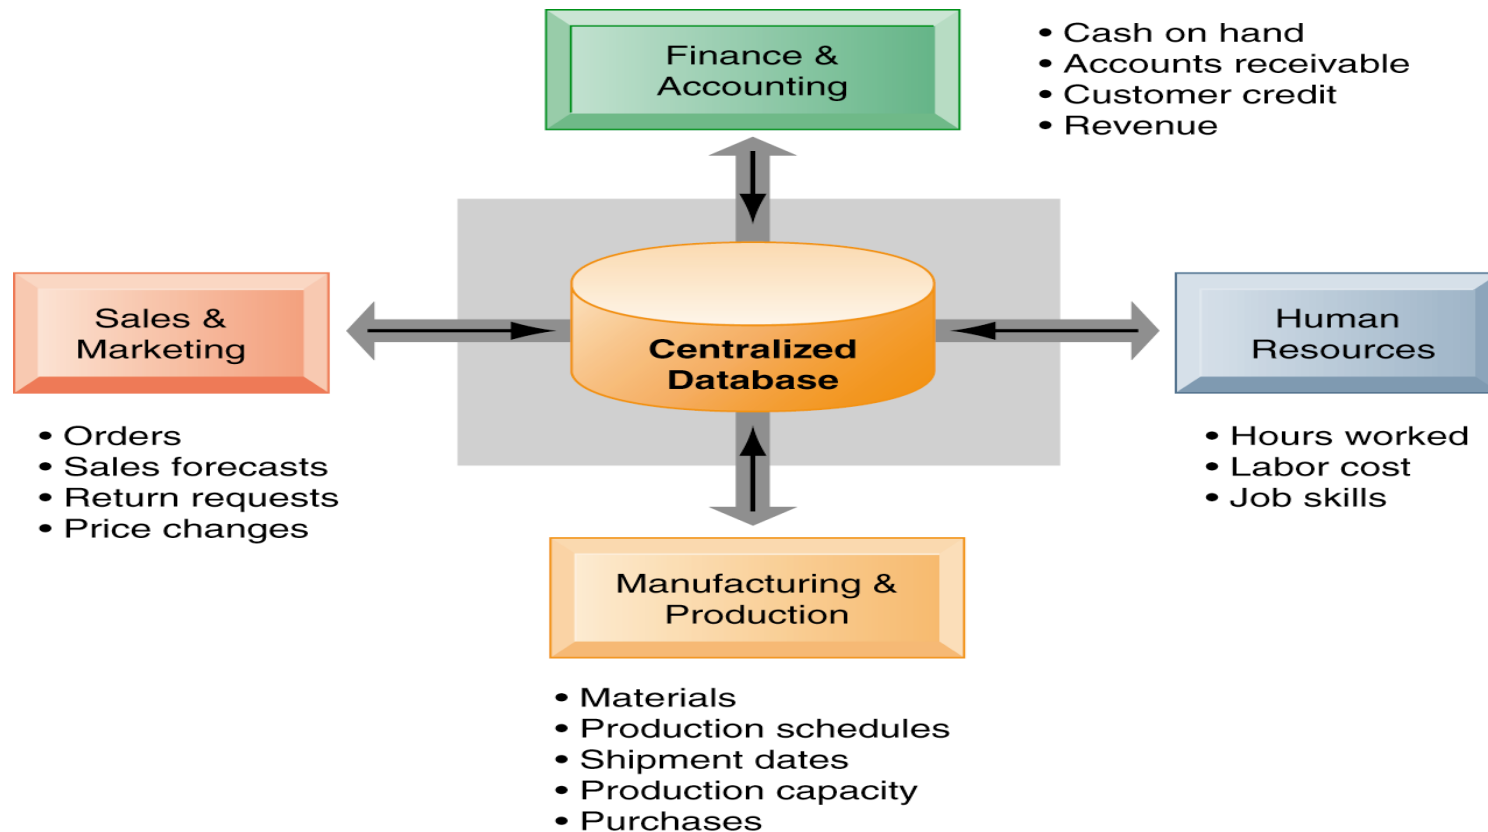 Finance &
Accounting
• Cash on hand
• Accounts receivable
• Customer credit
• Revenue
Sales &
Marketing
• Orders
• Sales forecasts
• Return requests
• Price changes
Centralized
Database
Human
Resources
• Hours worked
• Labor cost
• Job skills
Manufacturing &
Production
• Materials
• Production schedules
• Shipment dates
• Production capacity
• Purchases